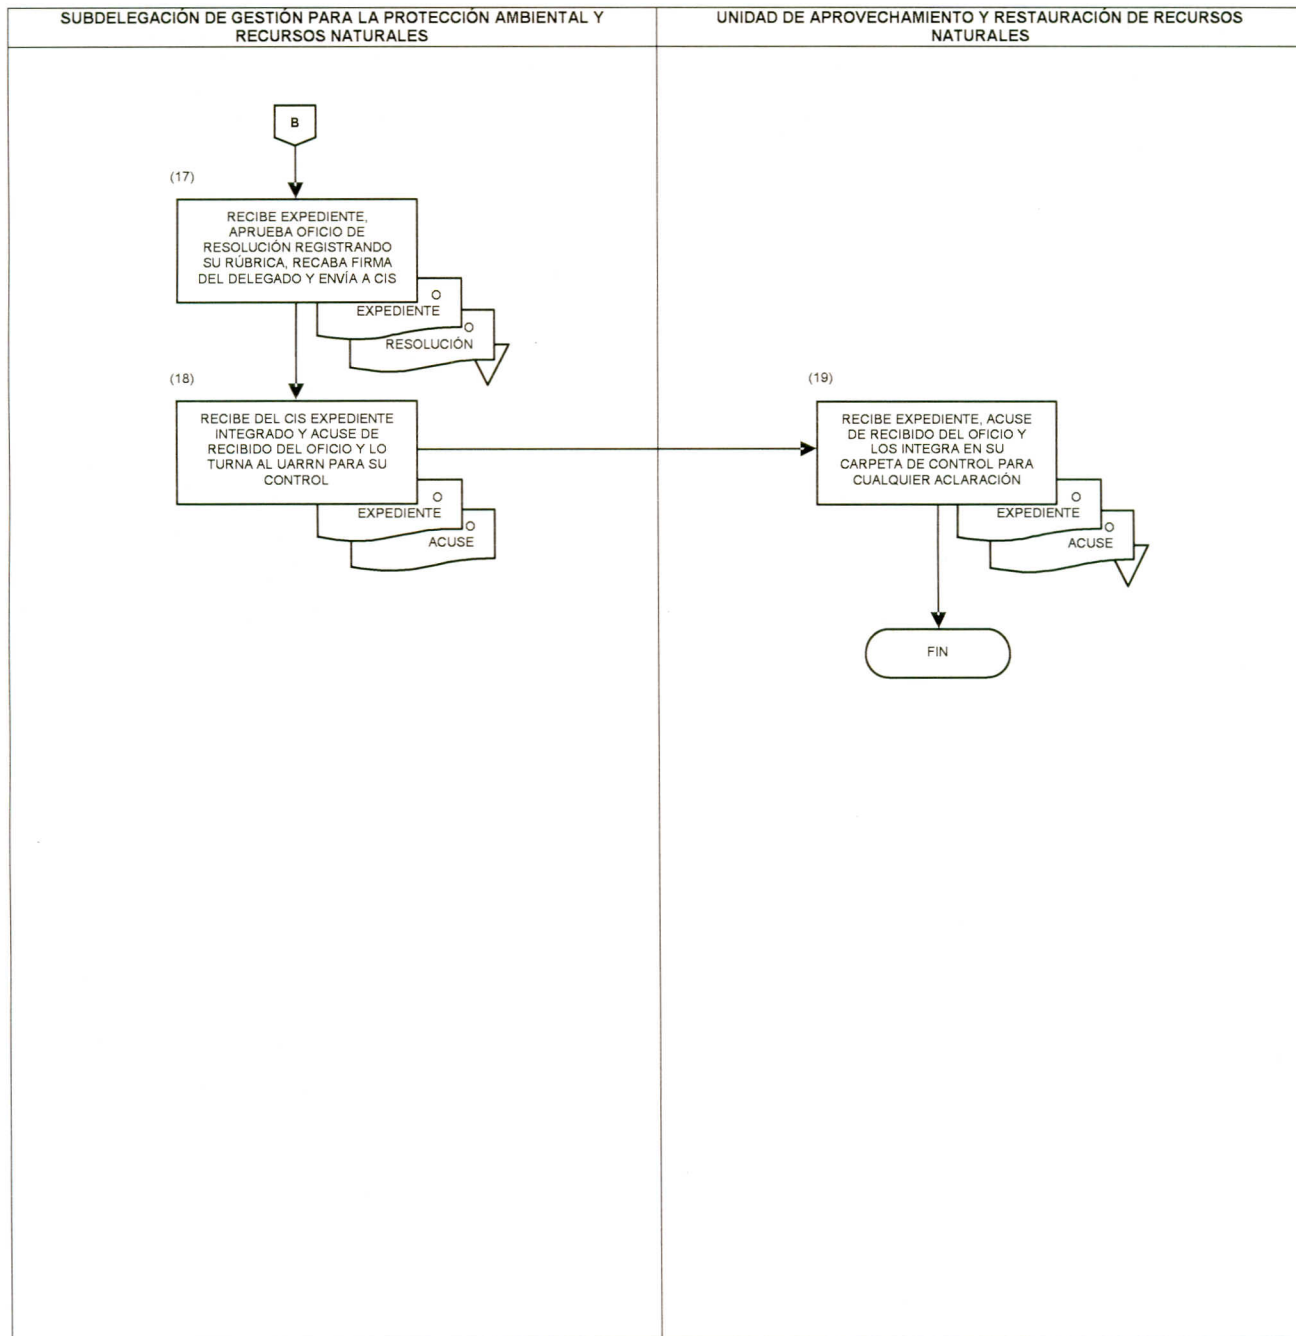 SUBDELEGACIÓN DE GESTIÓN PARA LA PROTECCIÓN AMBIENTAL Y
RECURSOS NATURALES
UNIDAD DE APROVECHAMIENTO Y RESTAURACIÓN DE RECURSOS
NATURALES
B
(17)
RECIBE EXPEDIENTE,
APRUEBA OFICIO DE
RESOLUCIÓN REGISTRANDO
SU RÚBRICA, RECABA FIRMA
DEL DELEGADO Y ENVÍA A CIS
O
EXPEDIENTE
O
RESOLUCIÓN
(18)
RECIBE DEL CIS EXPEDIENTE
INTEGRADO Y ACUSE DE
RECIBIDO DEL OFICIO Y LO
TURNA AL UARRN PARA SU
CONTROL
O
EXPEDIENTE
O
ACUSE
(19)
RECIBE EXPEDIENTE, ACUSE
DE RECIBIDO DEL OFICIO Y
LOS INTEGRA EN SU
CARPETA DE CONTROL PARA
CUALQUIER ACLARACIÓN
O
EXPEDIENTE
O
ACUSE
FIN